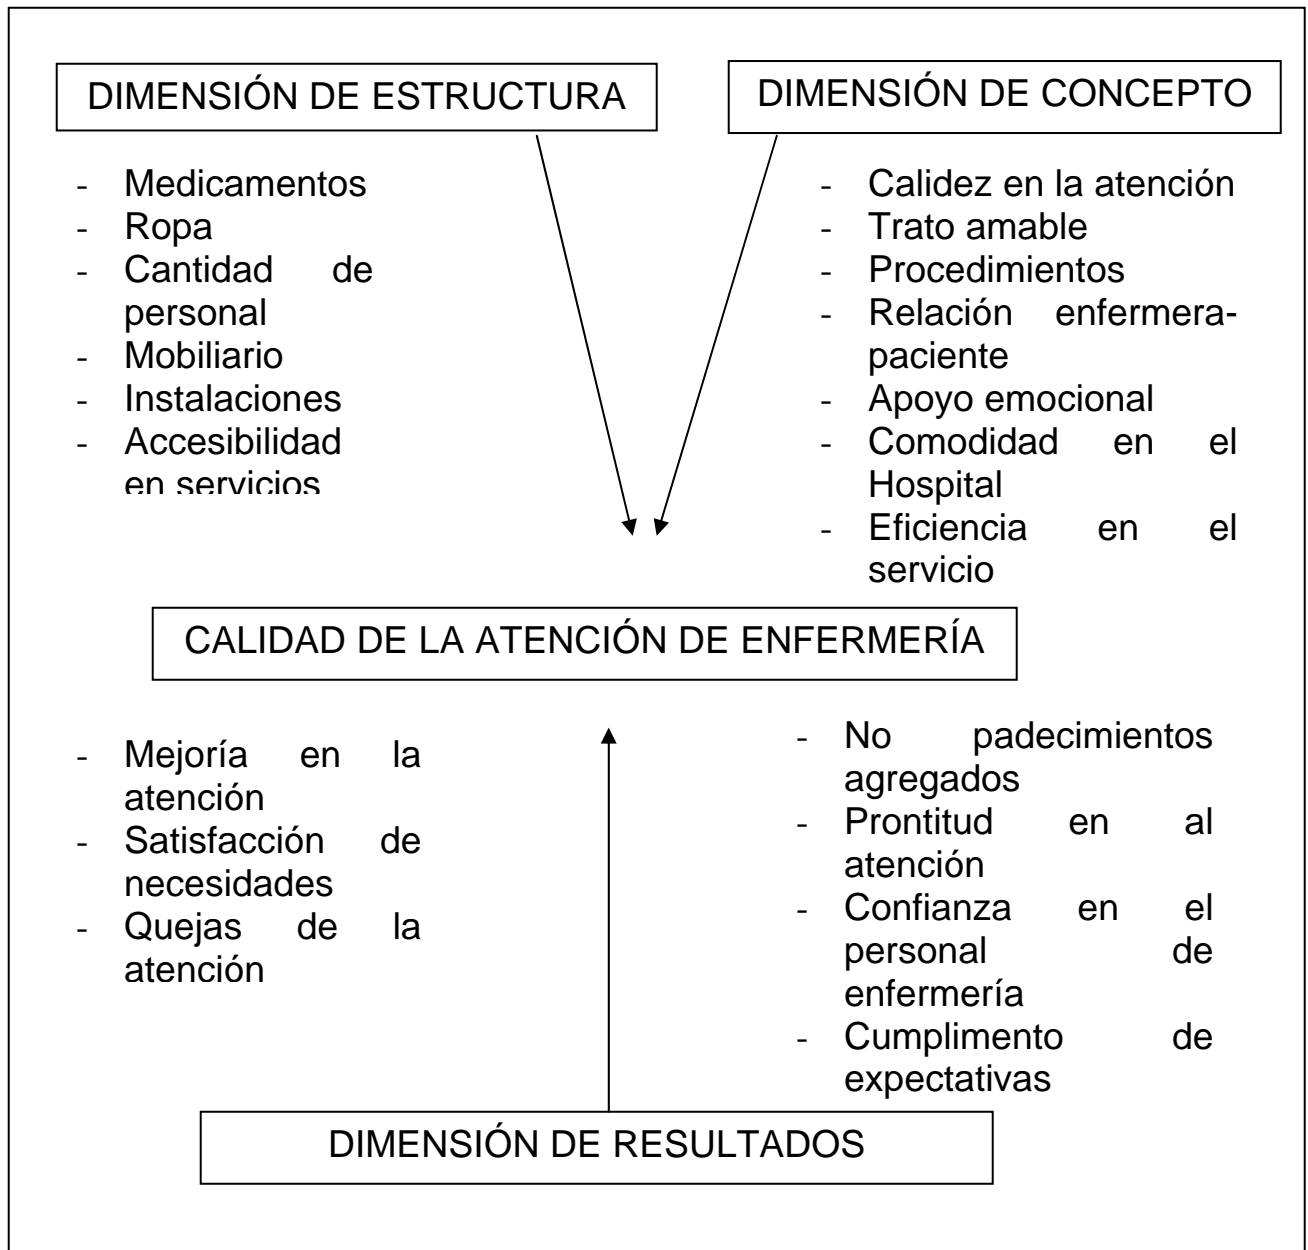 DIMENSIÓN DE ESTRUCTURA
- Medicamentos
- Ropa
- Cantidad de
personal
- Mobiliario
- Instalaciones
- Accesibilidad
en servicios
DIMENSIÓN DE CONCEPTO
- Calidez en la atención
- Trato amable
- Procedimientos
- Relación enfermera-
paciente
- Apoyo emocional
- Comodidad en el
Hospital
- Eficiencia en el
servicio
CALIDAD DE LA ATENCIÓN DE ENFERMERÍA
- Mejoría en la
atención
- Satisfacción de
necesidades
- Quejas de la
atención
- No padecimientos
agregados
- Prontitud en al
atención
- Confianza en el
personal de
enfermería
- Cumplimento de
expectativas
DIMENSIÓN DE RESULTADOS